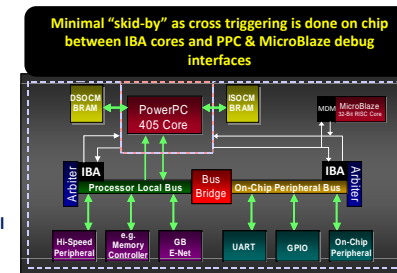 Minimal “skid-by” as cross triggering is done on chip
between IBA cores and PPC & MicroBlaze debug
interfaces
DSOCM
BRAM
PowerPC
405 Core
ISOCM
BRAM
MDM
MicroBlaze
32-Bit RISC Core
Arbiter
IBA
Processor Local Bus
Bus
Bridge
On-Chip Peripheral Bus
IBA
Arbiter
Hi-Speed
Peripheral
e.g.
Memory
Controller
GB
E-Net
UART
GPIO
On-Chip
Peripheral